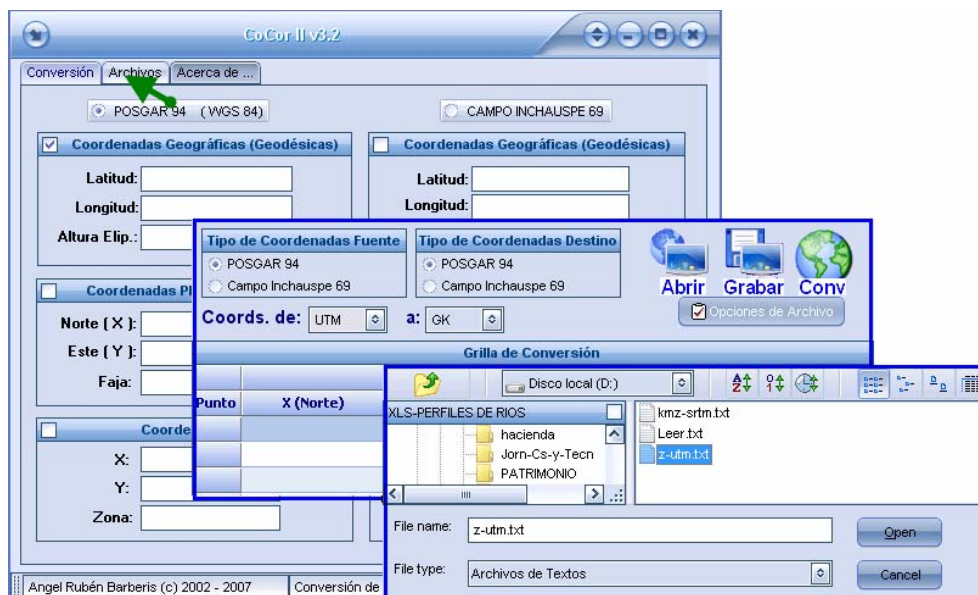 CoCor II v3.2
Conversión Archivos Acerca de ...
POSGAR 94 (WGS 84) CAMPO INCHAUSPE 69
Coordenadas Geográficas (Geodésicas) Coordenadas Geográficas (Geodésicas)
Latitud: Latitud:
Longitud: Longitud:
Altura Elip.:
Coordenadas Pl
Norte ( X ):
Este ( Y ):
Faja:
Coorde
X:
Y:
Zona:
Angel Rubén Barberis (c) 2002 - 2007 Conversión de
Tipo de Coordenadas Fuente Tipo de Coordenadas Destino
POSGAR 94 POSGAR 94
Campo Inchauspe 69 Campo Inchauspe 69
Abrir Grabar Conv
Opciones de Archivo
Coords. de: UTM a: GK
Grilla de Conversión
Punto X (Norte)
Disco local (D:)
XLS-PERFILES DE RIOS
hacienda
Jorn-Cs-y-Tecn
PATRIMONIO
kmz-srtm.txt
Leer.txt
z-utm.txt
File name: z-utm.txt Open
File type: Archivos de Textos Cancel